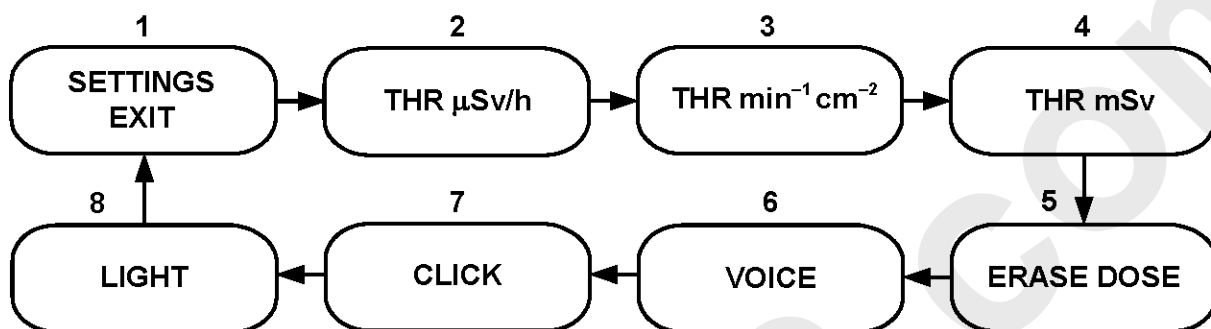 1
SETTINGS
EXIT
2
THR µSv/h
3
THR min⁻¹ cm⁻²
4
THR mSv
5
ERASE DOSE
6
VOICE
7
CLICK
8
LIGHT